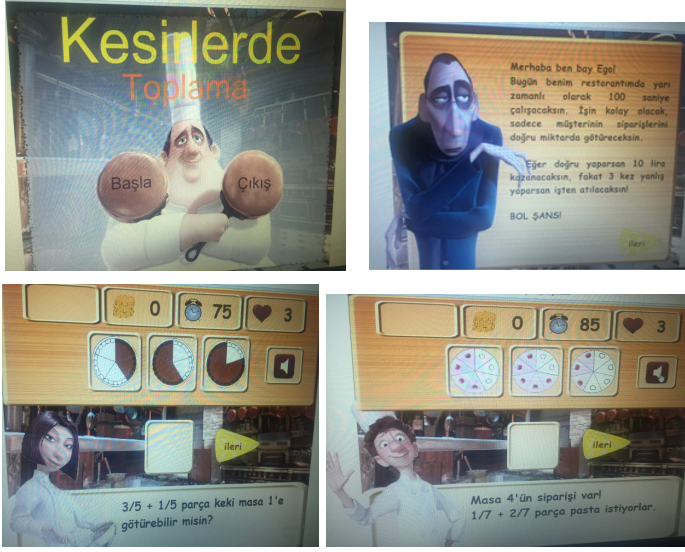 Kesirlerde
Toplama
Başla
Çıkış
Merhaba ben bay Ego!
Bugün benim restorantımda yarı
zamanlı olarak 100 saniye
çalışacaksın. İşin kolay olacak,
sadece müşterinin siparişlerini
doğru miktarda götüreceksin.
Eğer doğru yaparsan 10 lira
kazanacaksın, fakat 3 kez yanlış
yaparsan işten atılacaksın!
BOL ŞANS!
ileri
0
75
3
ileri
3/5 + 1/5 parça keki masa 1'e
götürebilir misin?
0
85
3
ileri
Masa 4'ün siparişi var!
1/7 + 2/7 parça pasta istiyorlar.